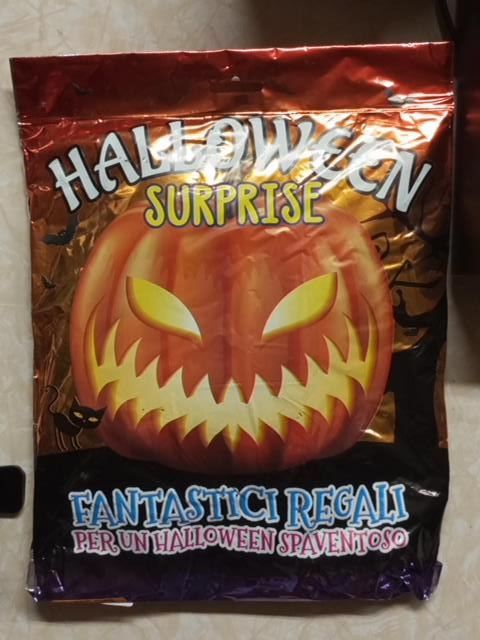 HALLOWEEN
SURPRISE
FANTASTICI REGALI
PER UN HALLOWEEN SPAVENTOSO